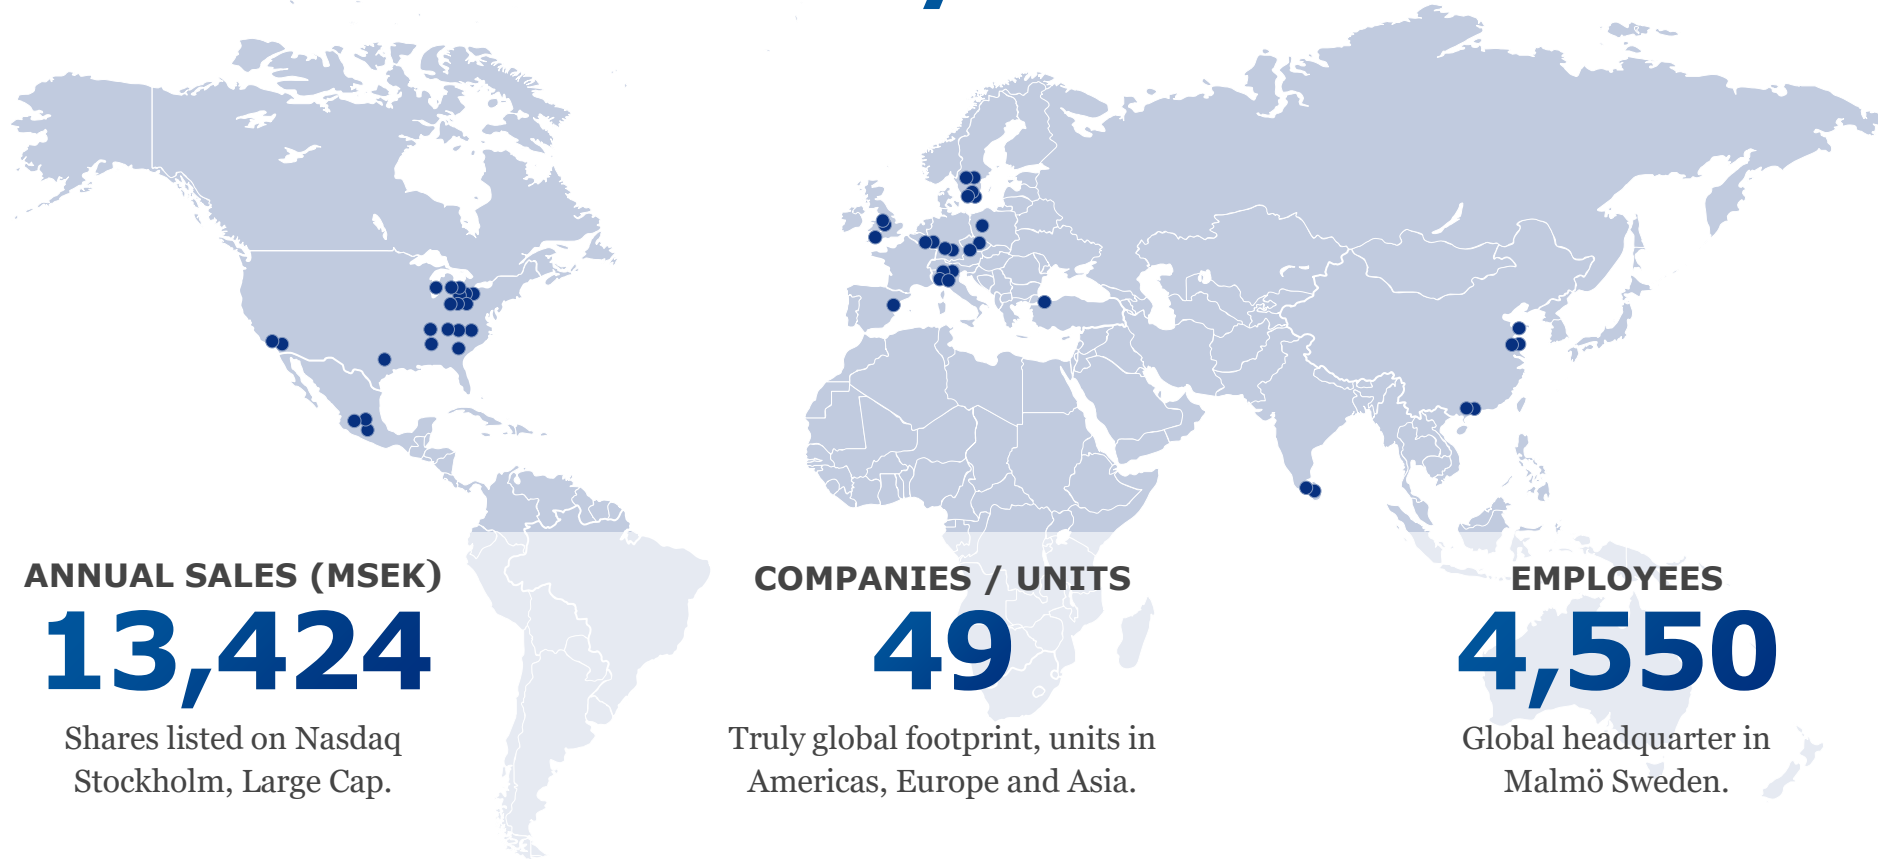 ANNUAL SALES (MSEK)
13,424
Shares listed on Nasdaq
Stockholm, Large Cap.
COMPANIES / UNITS
49
Truly global footprint, units in
Americas, Europe and Asia.
EMPLOYEES
4,550
Global headquarter in
Malmö Sweden.